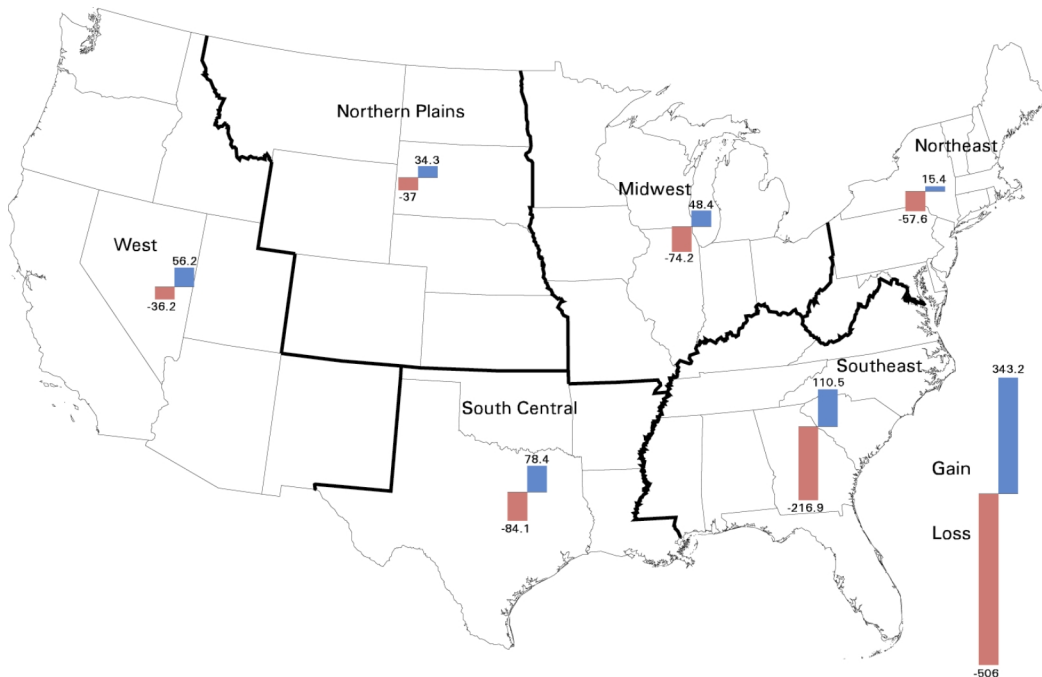 Northern Plains
34.3
-37
Midwest
48.4
-74.2
Northeast
15.4
-57.6
West
56.2
-36.2
South Central
78.4
-84.1
Southeast
110.5
-216.9
343.2
Gain
Loss
-506